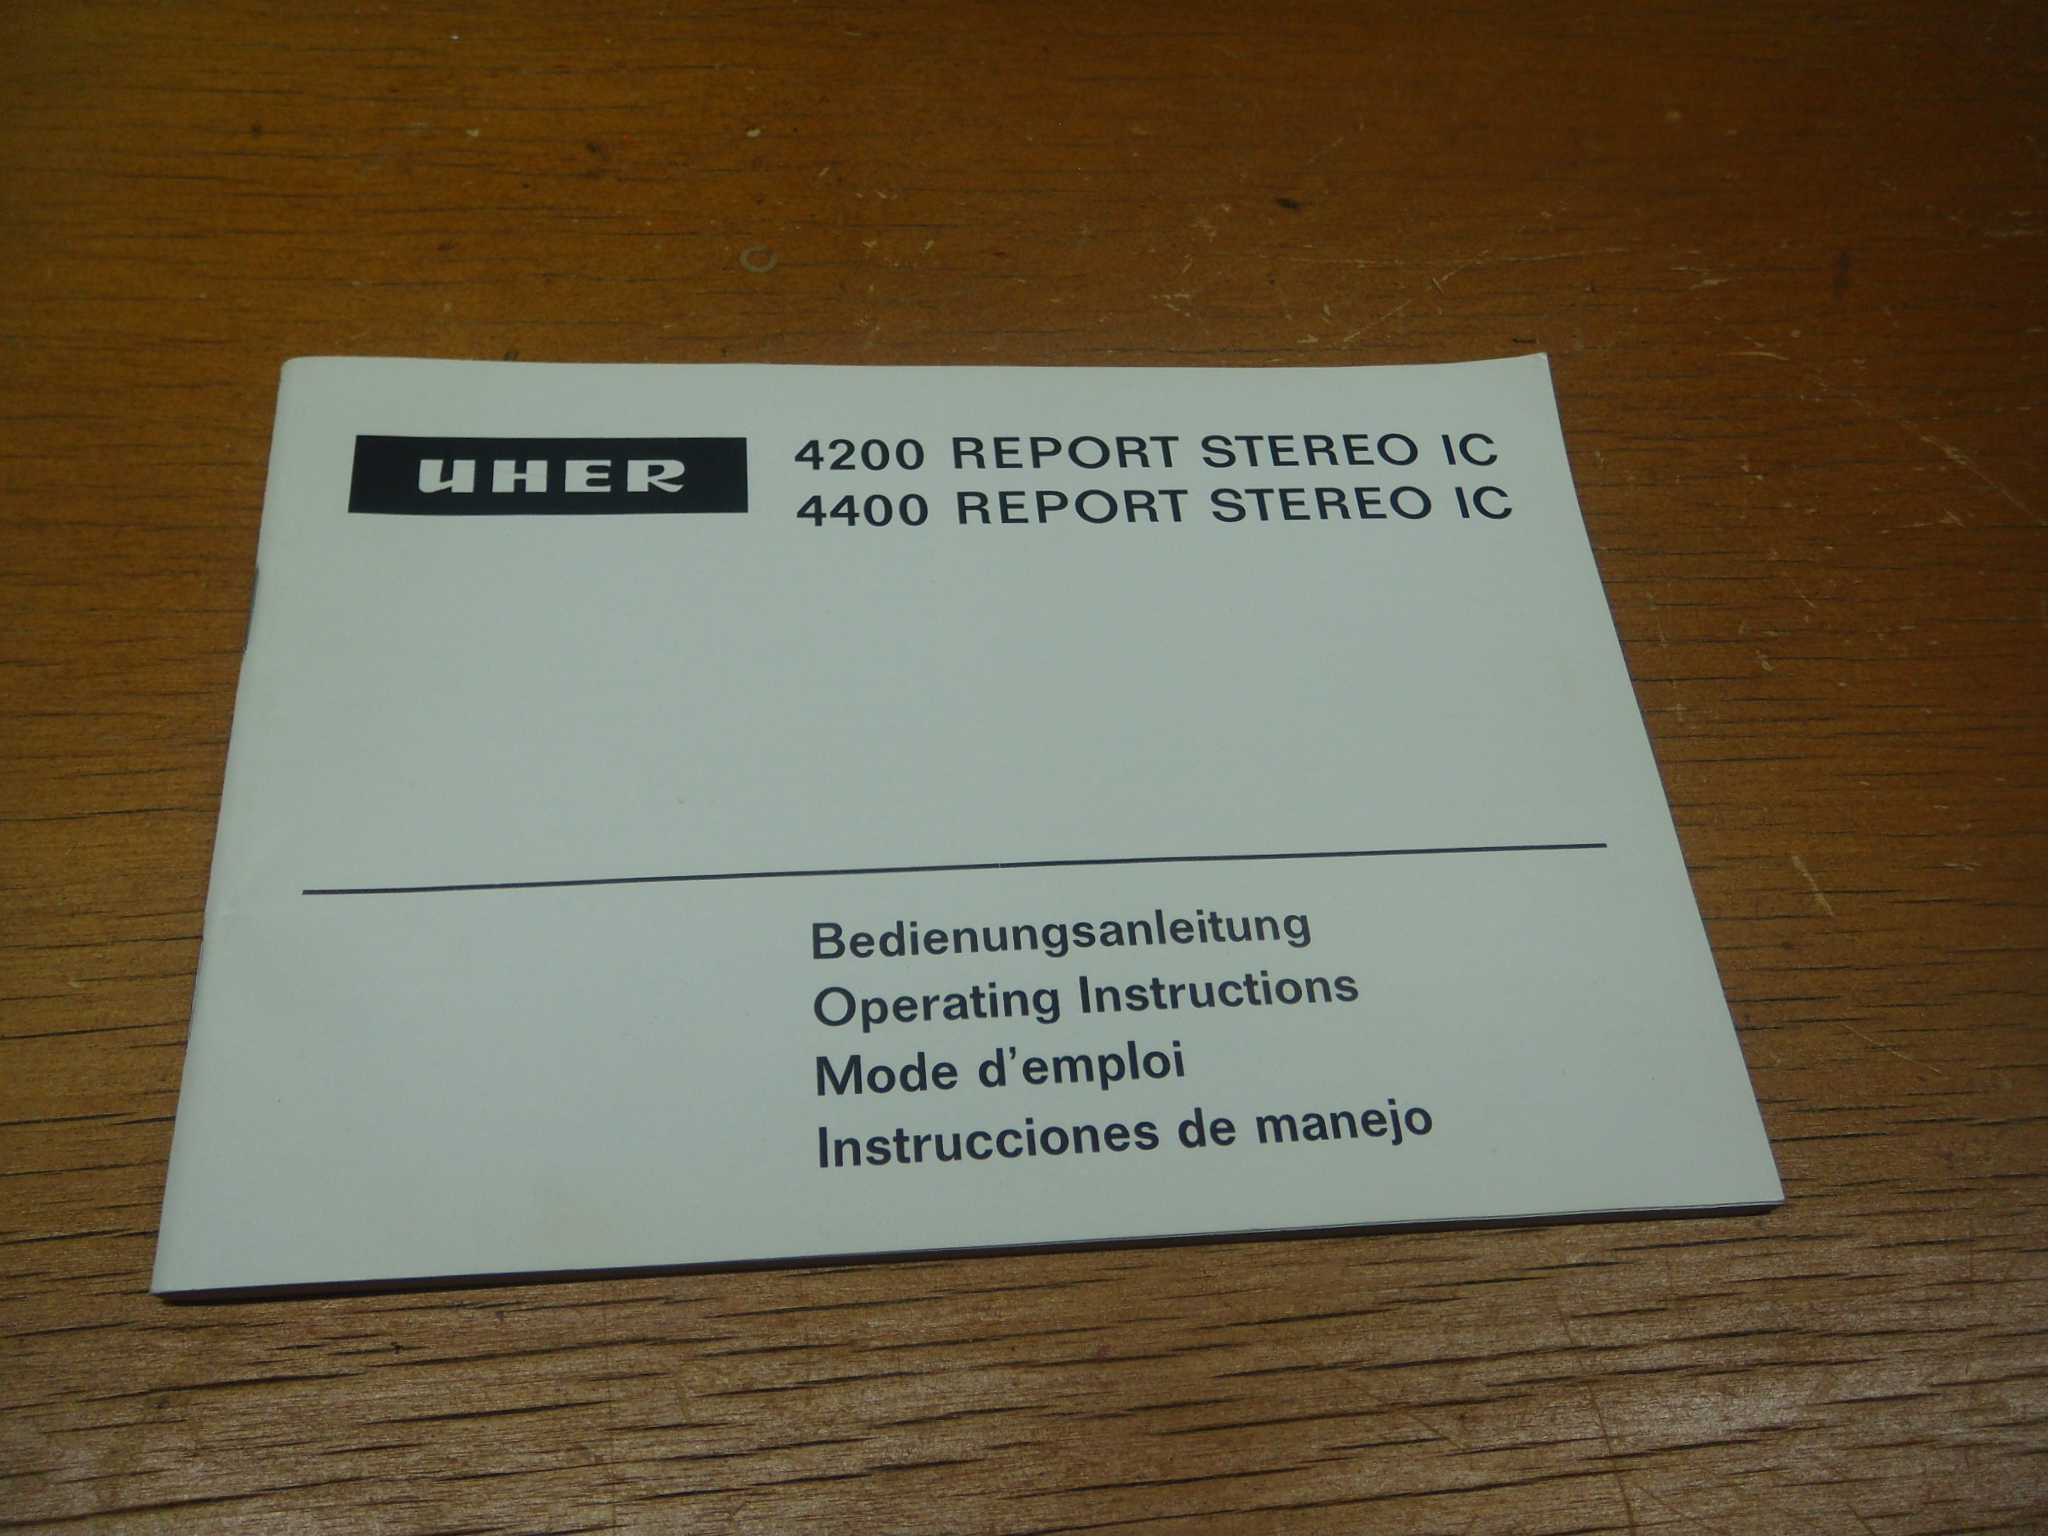 UHER
4200 REPORT STEREO IC
4400 REPORT STEREO IC
Bedienungsanleitung
Operating Instructions
Mode d'emploi
Instrucciones de manejo